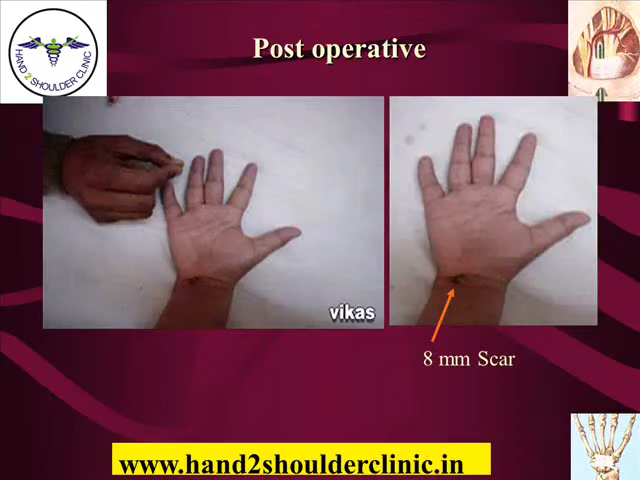 HAND 2 SHOULDER CLINIC
Post operative
vikas
8 mm Scar
www.hand2shoulderclinic.in